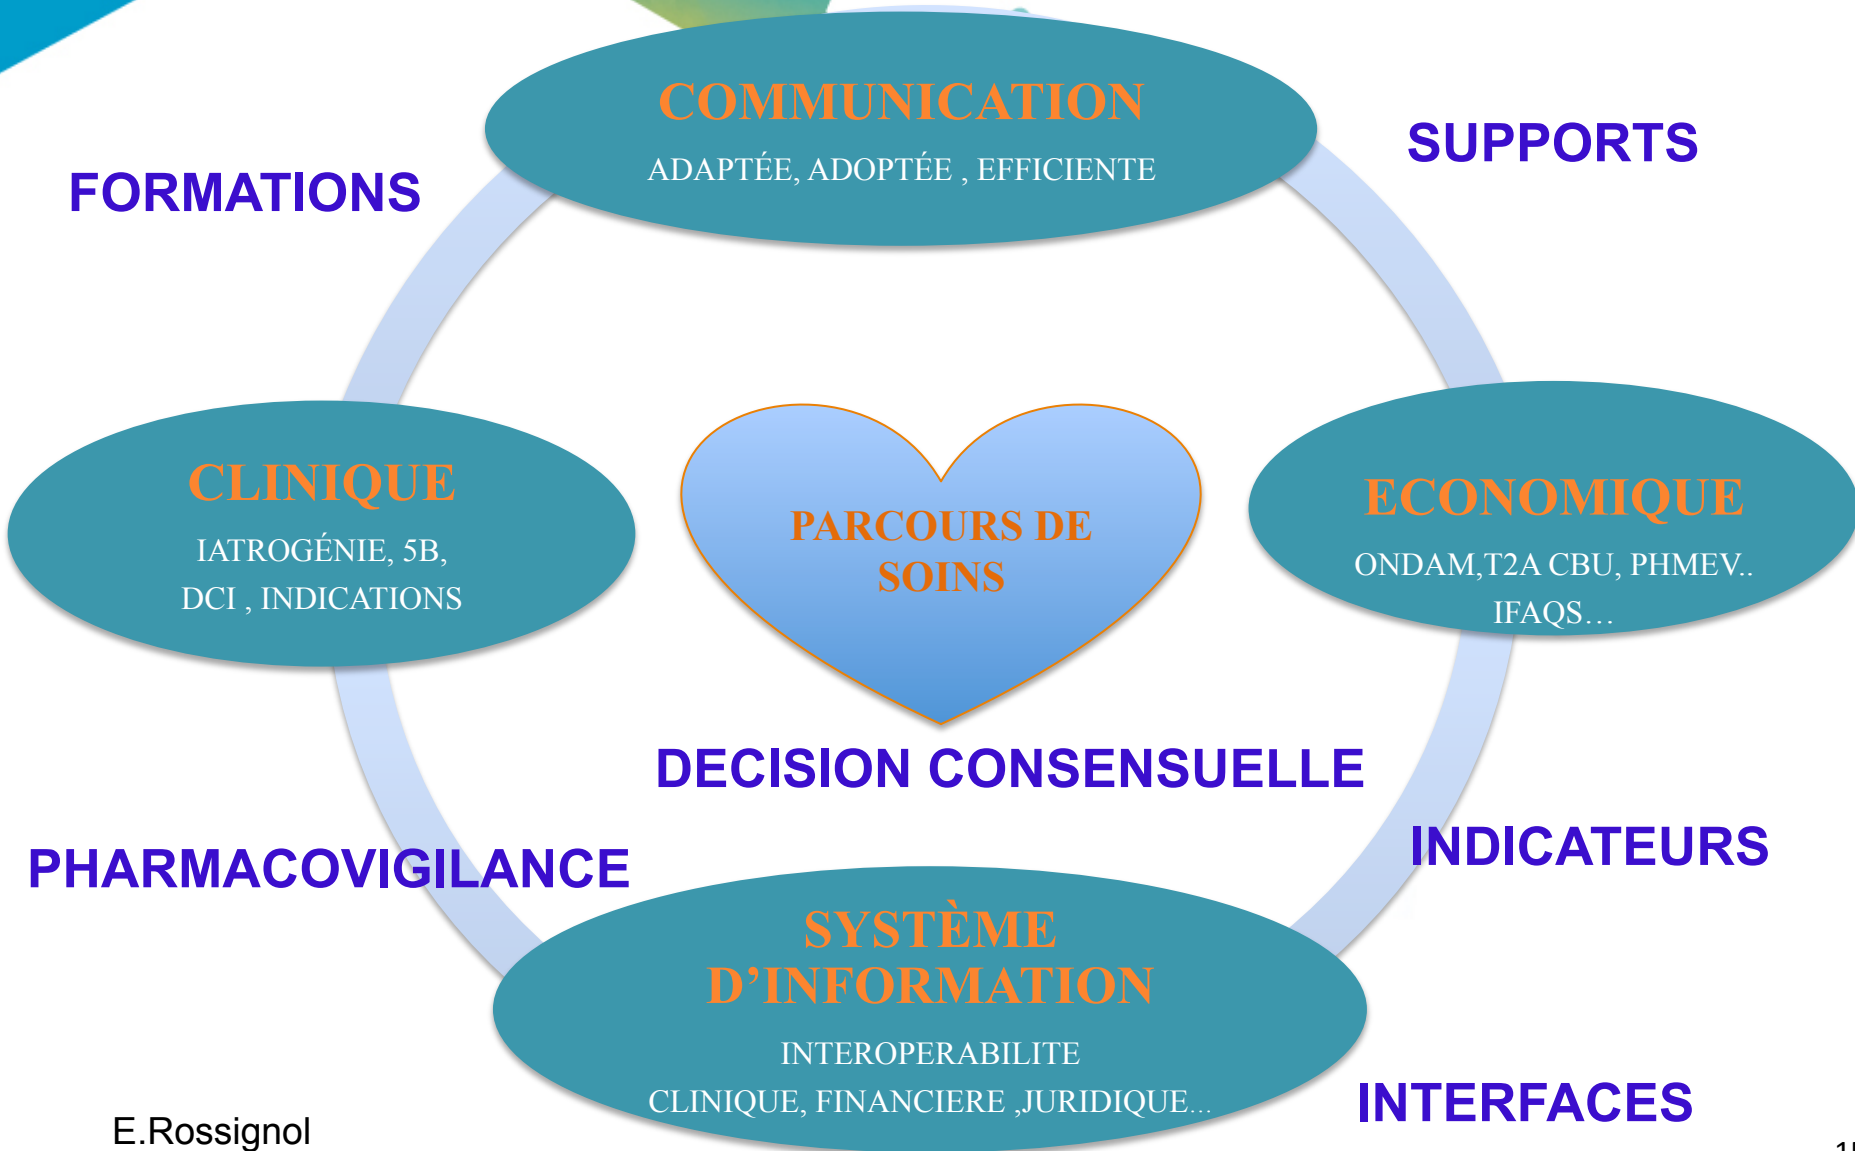 COMMUNICATION
ADAPTÉE, ADOPTÉE , EFFICIENTE
SUPPORTS
FORMATIONS
CLINIQUE
IATROGÉNIE, 5B,
DCI , INDICATIONS
PARCOURS DE
SOINS
ECONOMIQUE
ONDAM,T2A CBU, PHMEV..
IFAQS…
DECISION CONSENSUELLE
PHARMACOVIGILANCE
INDICATEURS
SYSTÈME
D’INFORMATION
INTEROPERABILITE
CLINIQUE, FINANCIERE ,JURIDIQUE…
INTERFACES
E.Rossignol